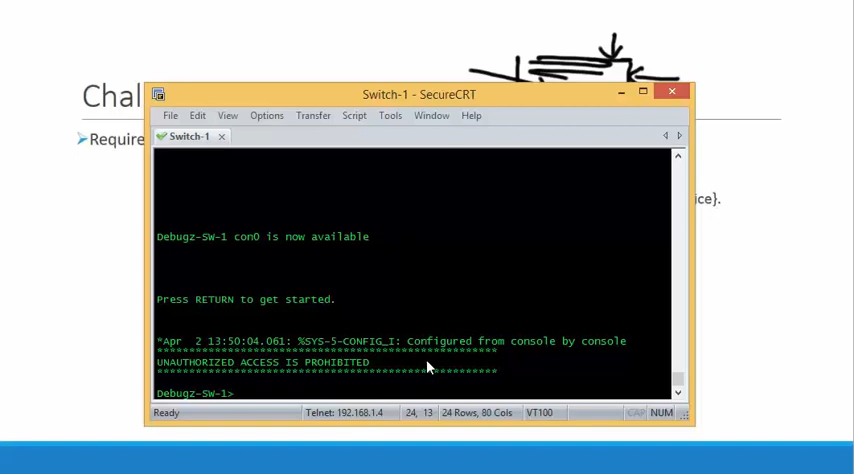 Switch-1 - SecureCRT
Chal
File Edit View Options Transfer Script Tools Window Help
Require
Switch-1
ice}.
Debugz-SW-1 con0 is now available
Press RETURN to get started.
*Apr  2 13:50:04.061: %SYS-5-CONFIG_I: Configured from console by console
*****************************************************
UNAUTHORIZED ACCESS IS PROHIBITED
*****************************************************
Debugz-SW-1>
Ready Telnet: 192.168.1.4 24, 13 24 Rows, 80 Cols VT100 CAP NUM